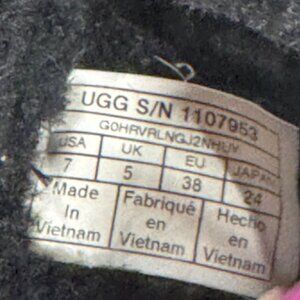 UGG S/N 1107953
G0HRVRLNGJ2NHUV
USA UK EU JAPAN
7 5 38 24
Made In Vietnam
Fabriqué en Vietnam
Hecho en Vietnam